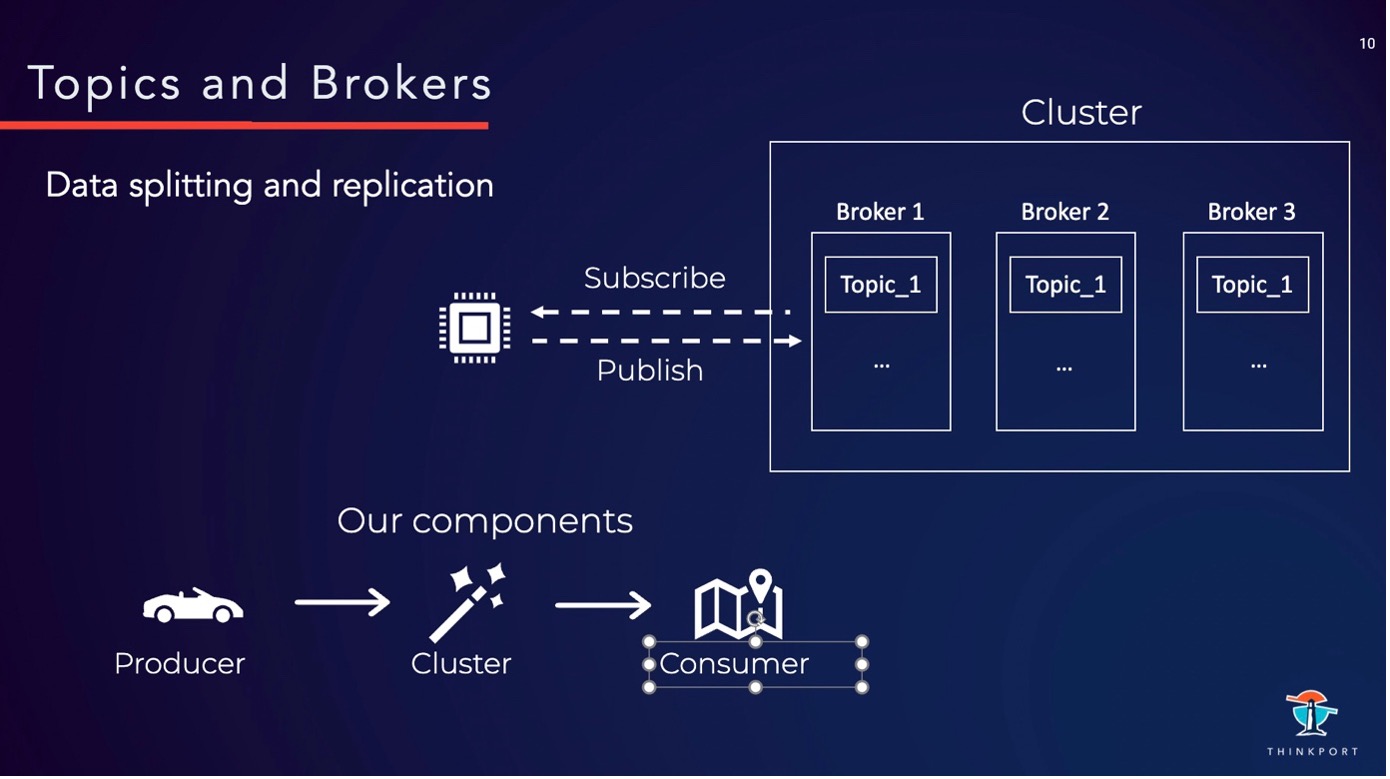 10
Topics and Brokers
Data splitting and replication
Cluster
Broker 1
Broker 2
Broker 3
Topic_1
Topic_1
Topic_1
...
...
...
Subscribe
Publish
Our components
Producer
Cluster
Consumer
THINKPORT